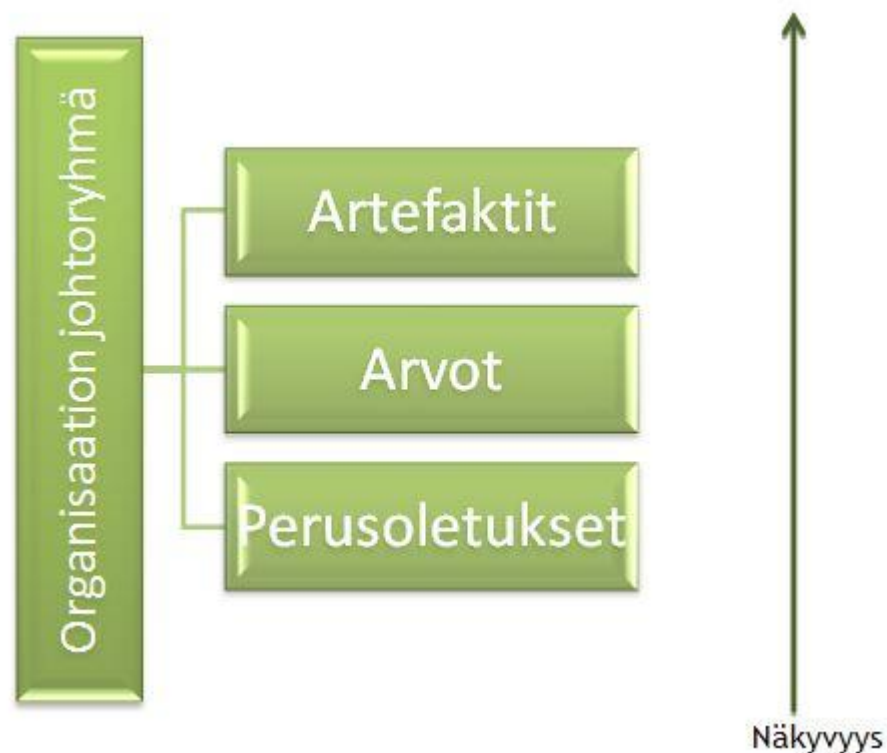 Organisaation johtoryhmä
Artefaktit
Arvot
Perusoletukset
Näkyvyys